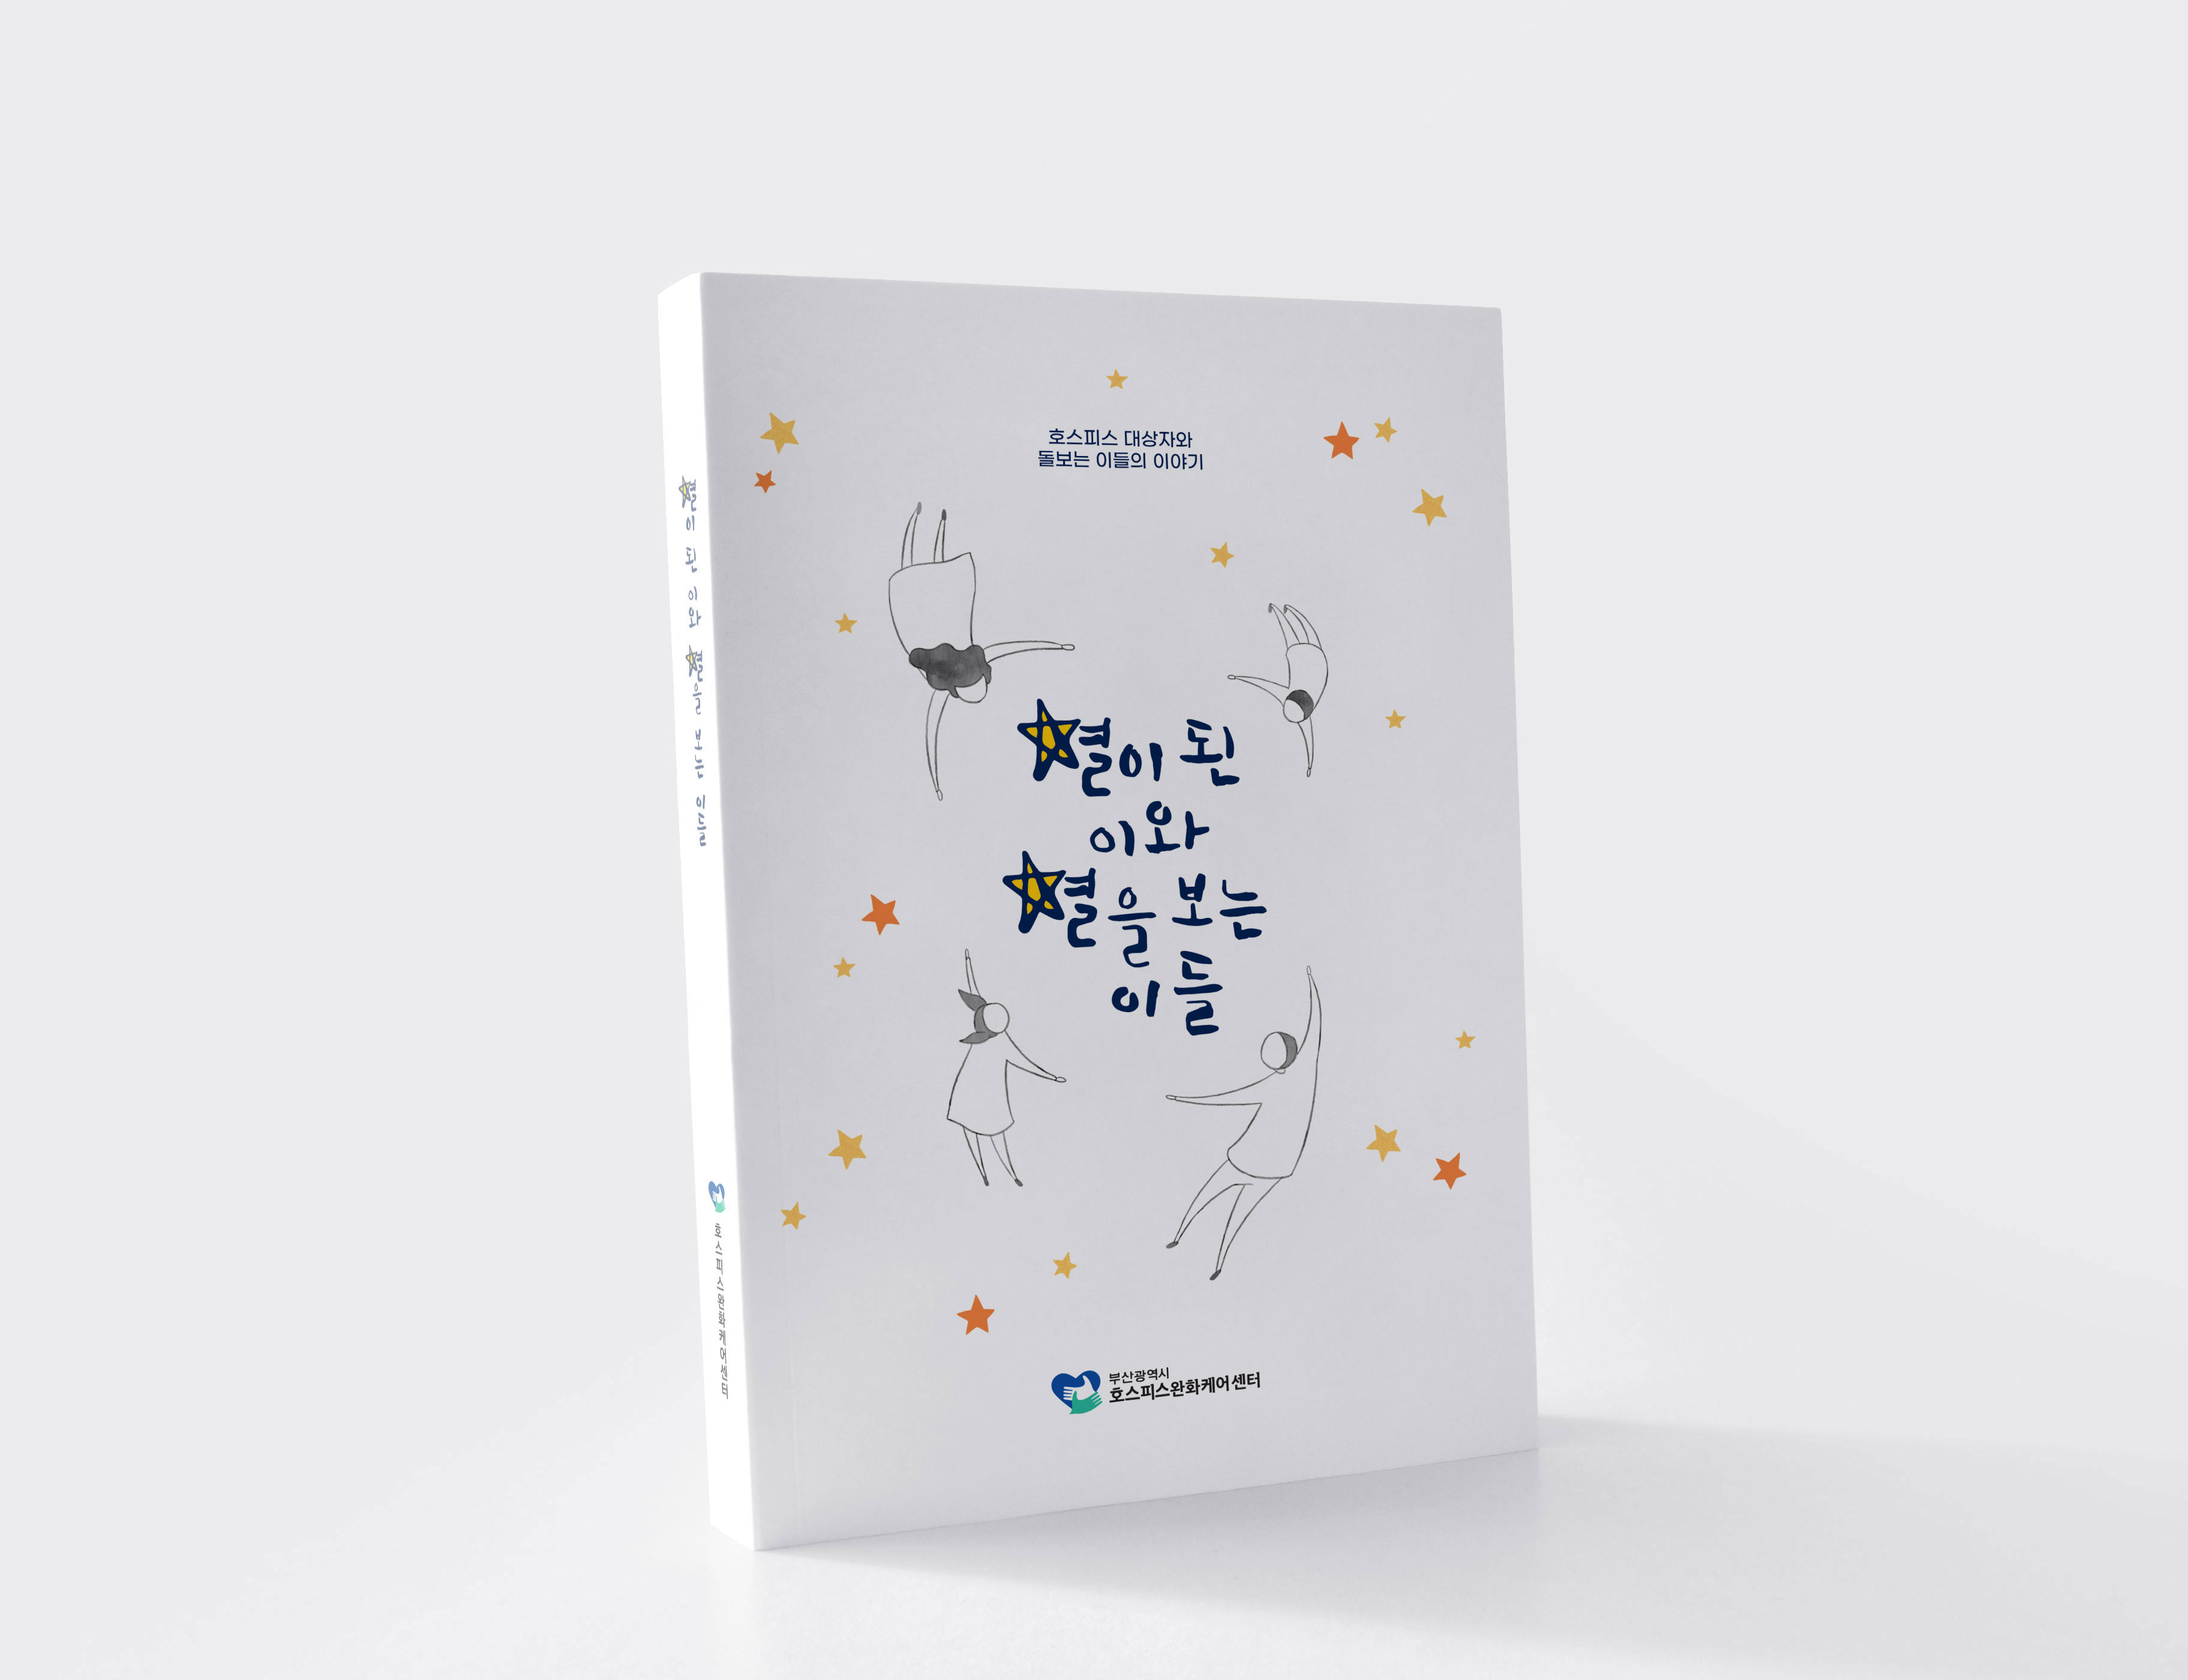 별이 된 이와 별을 보는 이들
호스피스완화케어센터
호스피스 대상자와
돌보는 이들의 이야기
별이 된
이와
별을 보는
이들
부산광역시
호스피스완화케어센터